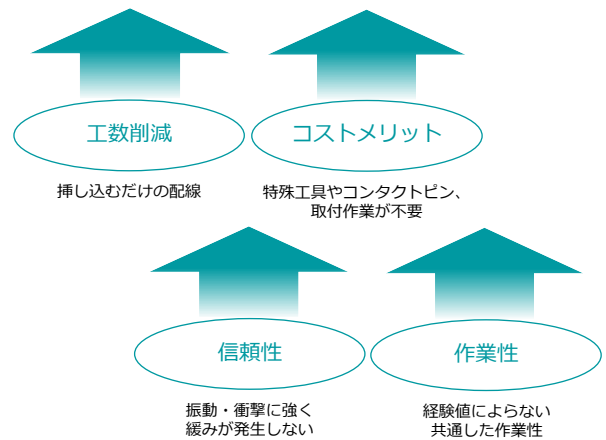 工数削減
コストメリット
挿し込むだけの配線
特殊工具やコンタクトピン、
取付作業が不要
信頼性
作業性
振動・衝撃に強く
緩みが発生しない
経験値によらない
共通した作業性